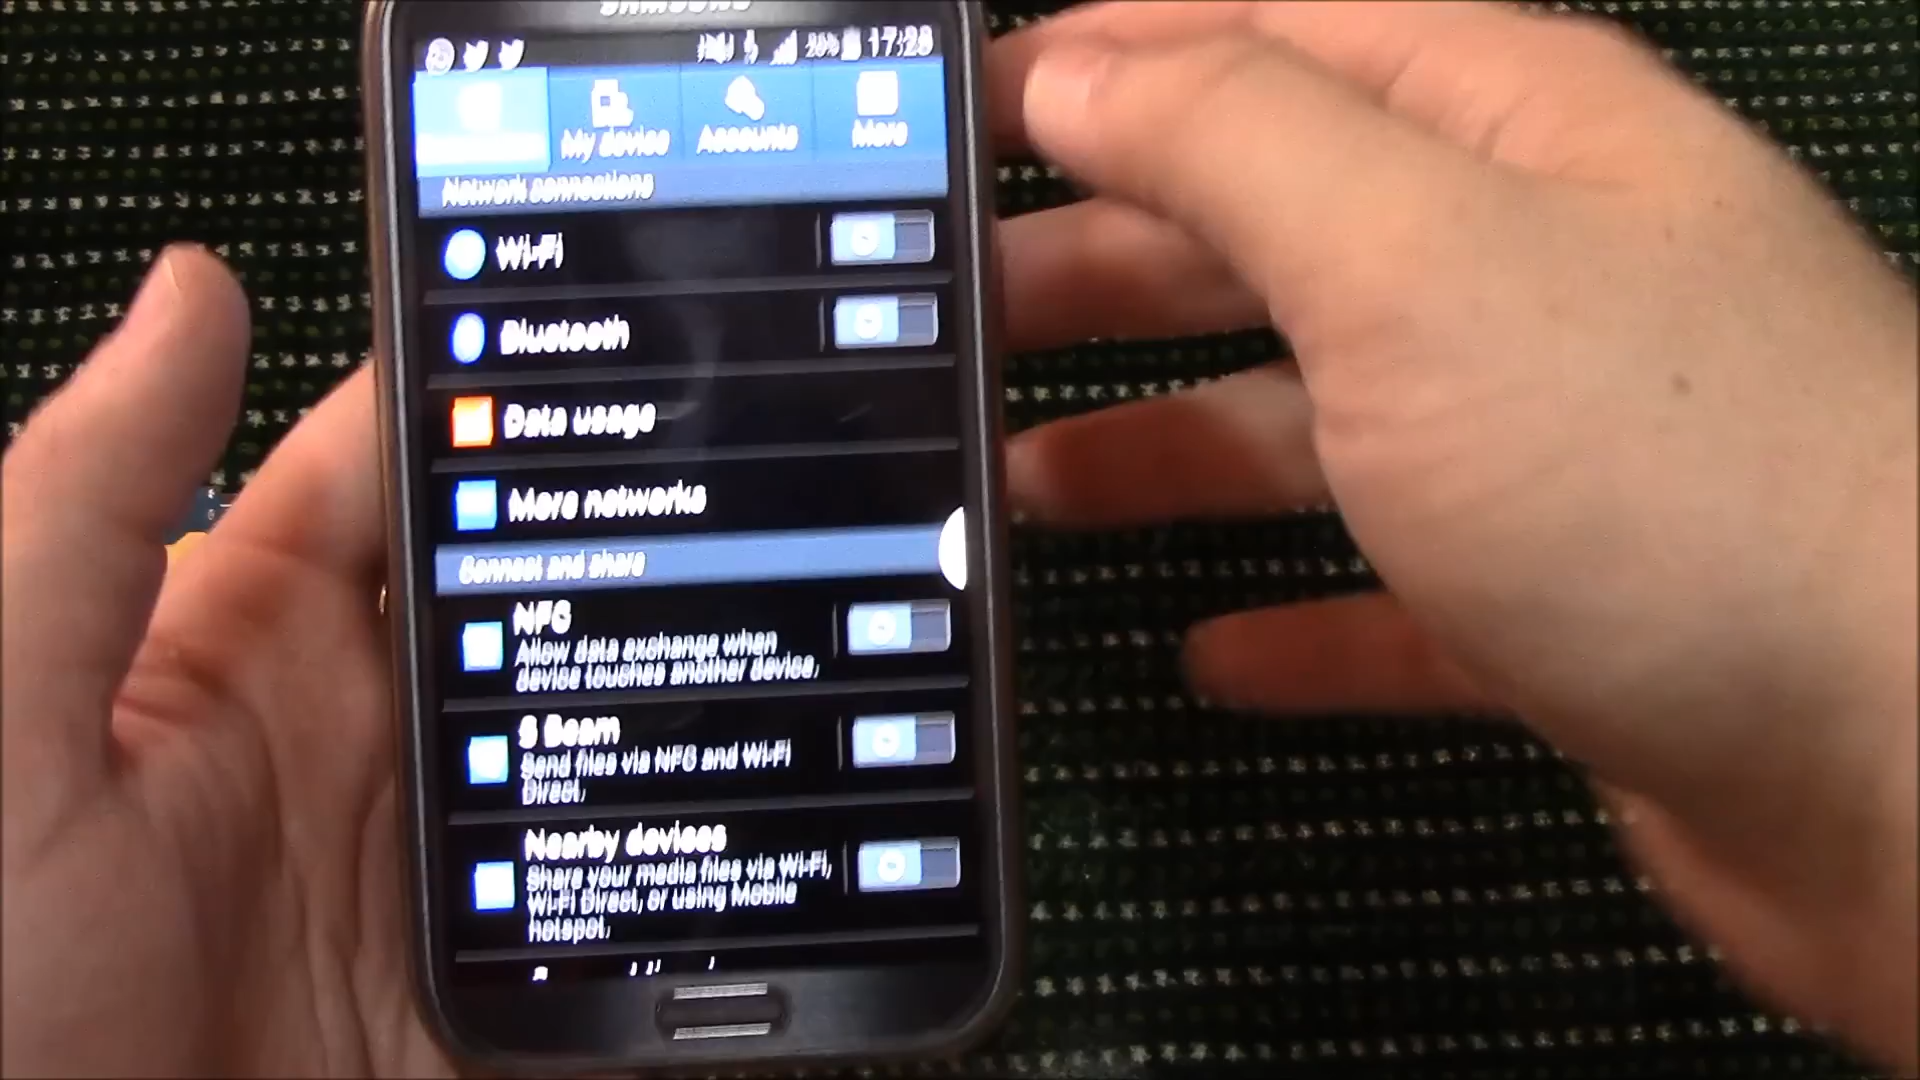 SAMSUNG
17:28
My device
Accounts
More
Network connections
Wi-Fi
Bluetooth
Data usage
More networks
Connect and share
NFC
Allow data exchange when
device touches another device.
S Beam
Send files via NFC and Wi-Fi
Direct.
Nearby devices
Share your media files via Wi-Fi,
Wi-Fi Direct, or using Mobile
hotspot.